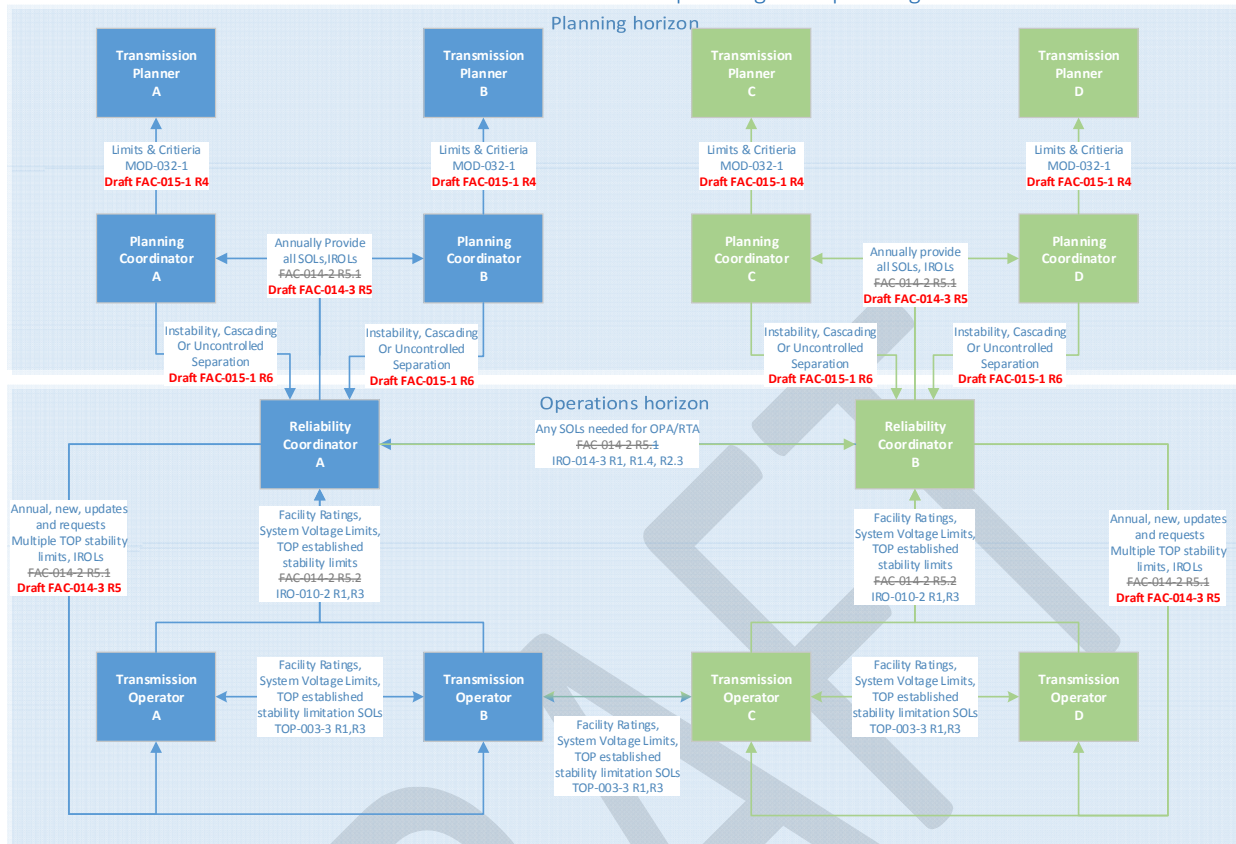 Planning horizon
Transmission
Planner
A
Transmission
Planner
B
Transmission
Planner
C
Transmission
Planner
D
Limits & Critieria
MOD-032-1
Draft FAC-015-1 R4
Limits & Critieria
MOD-032-1
Draft FAC-015-1 R4
Limits & Critieria
MOD-032-1
Draft FAC-015-1 R4
Limits & Critieria
MOD-032-1
Draft FAC-015-1 R4
Planning
Coordinator
A
Annually Provide
all SOLs,IROLs
FAC-014-2 R5.1
Draft FAC-014-3 R5
Planning
Coordinator
B
Planning
Coordinator
C
Annually provide
all SOLs, IROLs
FAC-014-2 R5.1
Draft FAC-014-3 R5
Planning
Coordinator
D
Instability, Cascading
Or Uncontrolled
Separation
Draft FAC-015-1 R6
Instability, Cascading
Or Uncontrolled
Separation
Draft FAC-015-1 R6
Instability, Cascading
Or Uncontrolled
Separation
Draft FAC-015-1 R6
Instability, Cascading
Or Uncontrolled
Separation
Draft FAC-015-1 R6
Operations horizon
Reliability
Coordinator
A
Any SOLs needed for OPA/RTA
FAC-014-2 R5.1
IRO-014-3 R1, R1.4, R2.3
Reliability
Coordinator
B
Annual, new, updates
and requests
Multiple TOP stability
limits, IROLs
FAC-014-2 R5.1
Draft FAC-014-3 R5
Facility Ratings,
System Voltage Limits,
TOP established
stability limits
FAC-014-2 R5.2
IRO-010-2 R1,R3
Facility Ratings,
System Voltage Limits,
TOP established
stability limits
FAC-014-2 R5.2
IRO-010-2 R1,R3
Annual, new, updates
and requests
Multiple TOP stability
limits, IROLs
FAC-014-2 R5.1
Draft FAC-014-3 R5
Transmission
Operator
A
Facility Ratings,
System Voltage Limits,
TOP established
stability limitation SOLs
TOP-003-3 R1,R3
Transmission
Operator
B
Facility Ratings,
System Voltage Limits,
TOP established
stability limitation SOLs
TOP-003-3 R1,R3
Transmission
Operator
C
Facility Ratings,
System Voltage Limits,
TOP established
stability limitation SOLs
TOP-003-3 R1,R3
Transmission
Operator
D